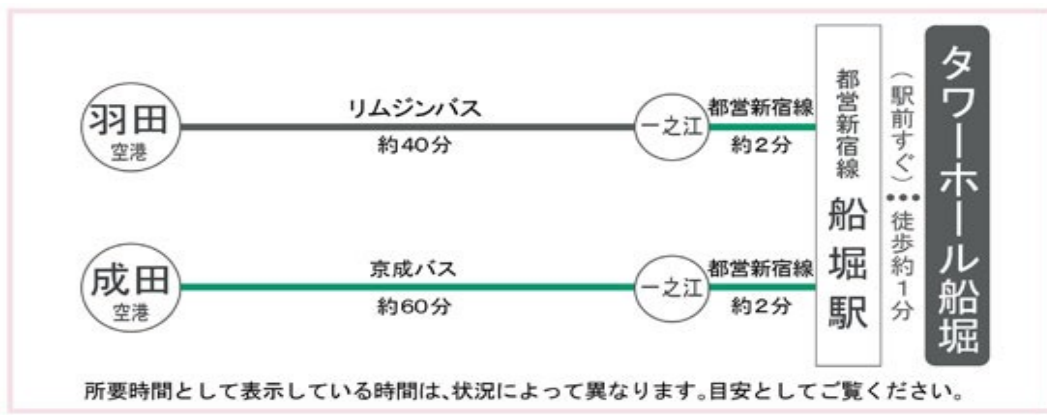 羽田
空港
リムジンバス
約40分
一之江
都営新宿線
約2分
成田
空港
京成バス
約60分
一之江
都営新宿線
約2分
都営新宿線 船堀駅
（駅前すぐ）•••徒歩約1分
タワーホール船堀
所要時間として表示している時間は、状況によって異なります。目安としてご覧ください。